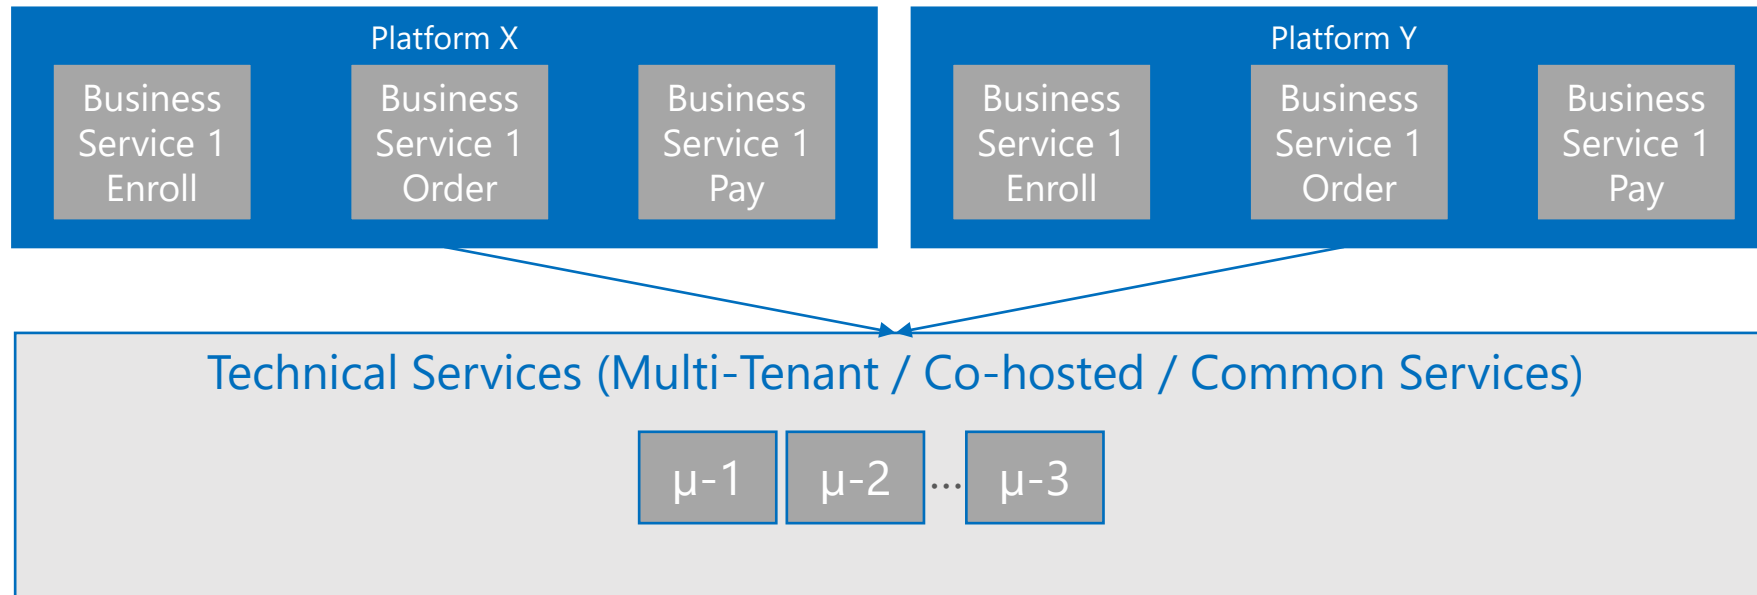 Platform X
Business
Service 1
Enroll
Business
Service 1
Order
Business
Service 1
Pay
Platform Y
Business
Service 1
Enroll
Business
Service 1
Order
Business
Service 1
Pay
Technical Services (Multi-Tenant / Co-hosted / Common Services)
µ-1
µ-2
...
µ-3